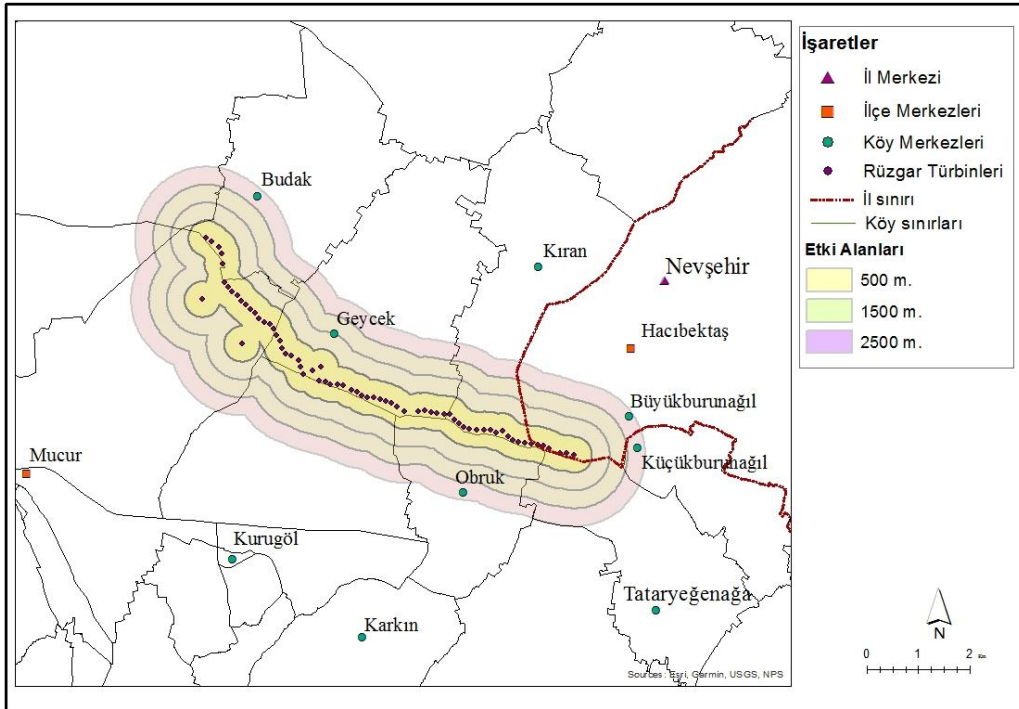 Budak
Kıran
Nevşehir
Geycek
Hacıbektaş
Büyükburunağıl
Küçükburunağıl
Mucur
Obruk
Kurugöl
Tataryeğenağa
Karkın
Sources: Esri, Garmin, USGS, NPS
İşaretler
İl Merkezi
İlçe Merkezleri
Köy Merkezleri
Rüzgar Türbinleri
İl sınırı
Köy sınırları
Etki Alanları
500 m.
1500 m.
2500 m.
N
0 1 2